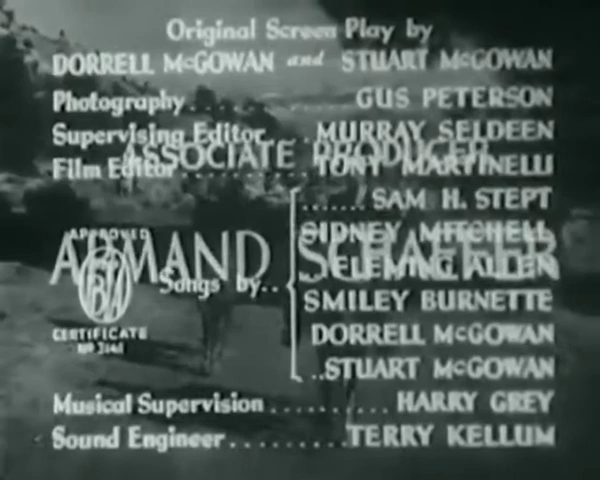 Original Screen Play by
DORRELL McGOWAN and STUART McGOWAN
Photography.............GUS PETERSON
Supervising Editor....MURRAY SELDEEN
ASSOCIATE PRODUCER
Film Editor............TONY MARTINELLI
.......SAM H. STEPT
APPROVED
SIDNEY MITCHELL
ARMAND SCHAEFER
FLEMING ALLEN
Songs by..
SMILEY BURNETTE
CERTIFICATE
DORRELL McGOWAN
..STUART McGOWAN
Musical Supervision..........HARRY GREY
Sound Engineer.........TERRY KELLUM